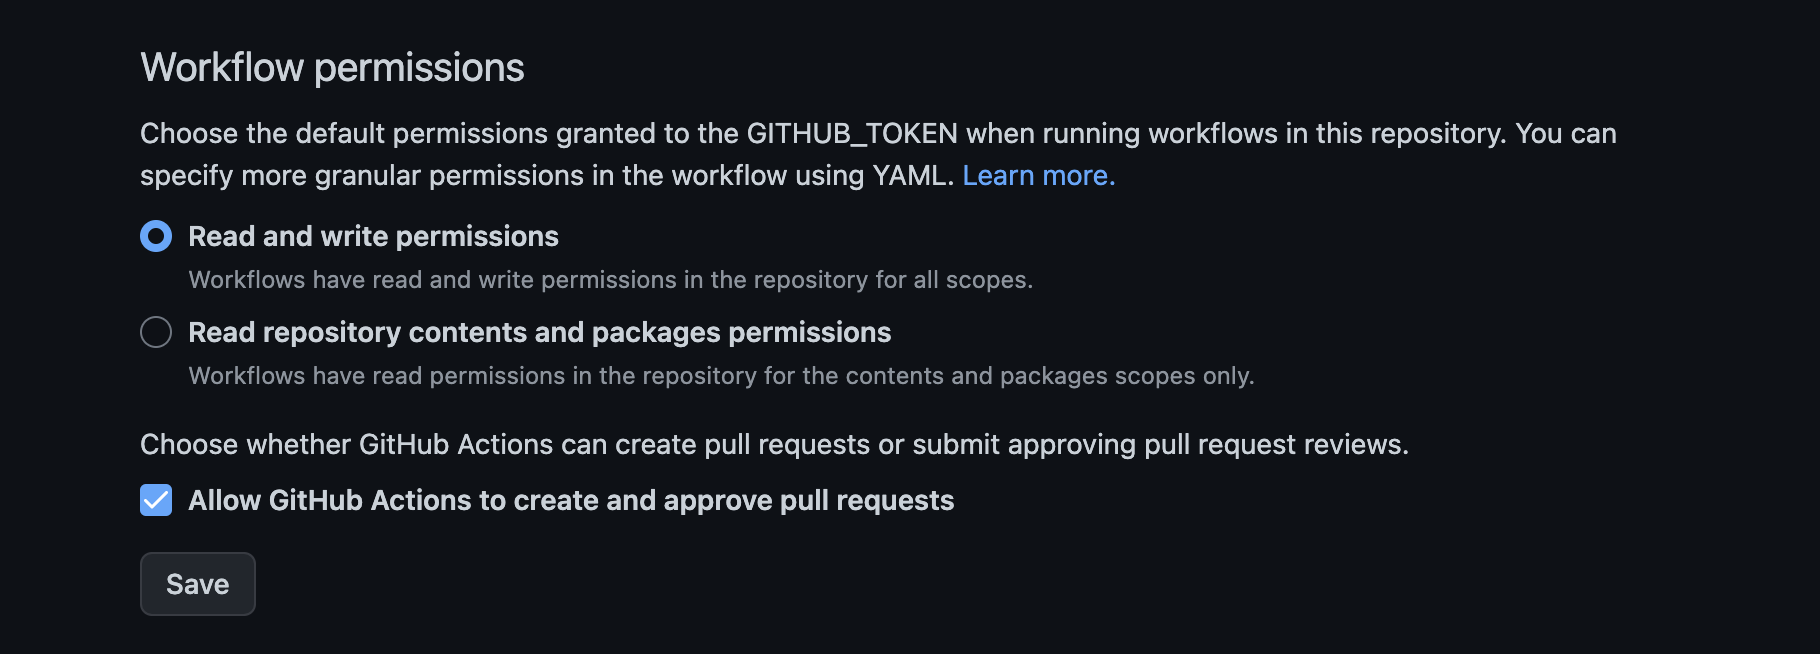 Workflow permissions
Choose the default permissions granted to the GITHUB_TOKEN when running workflows in this repository. You can
specify more granular permissions in the workflow using YAML. Learn more.
Read and write permissions
Workflows have read and write permissions in the repository for all scopes.
Read repository contents and packages permissions
Workflows have read permissions in the repository for the contents and packages scopes only.
Choose whether GitHub Actions can create pull requests or submit approving pull request reviews.
Allow GitHub Actions to create and approve pull requests
Save